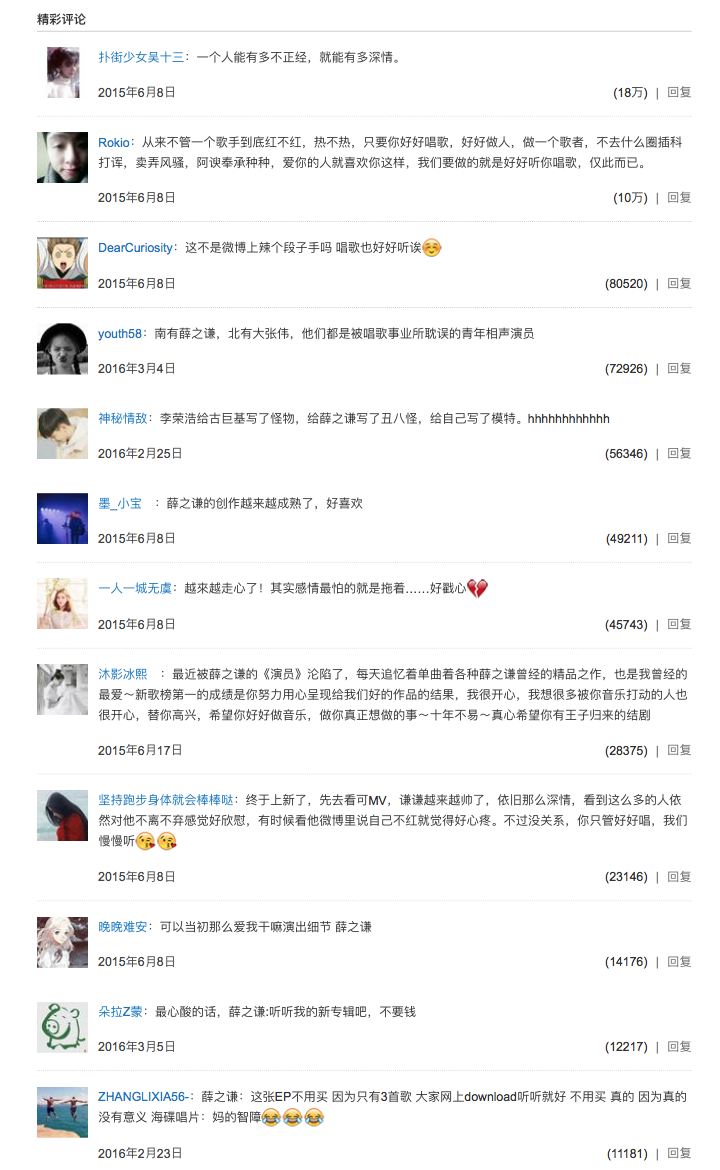 精彩评论
扑街少女吴十三：一个人能有多不正经，就能有多深情。
2015年6月8日 (18万) | 回复
Rokio：从来不管一个歌手到底红不红，热不热，只要你好好唱歌，好好做人，做一个歌者，不去什么圈插科
打诨，卖弄风骚，阿谀奉承种种，爱你的人就喜欢你这样，我们要做的就是好好听你唱歌，仅此而已。
2015年6月8日 (10万) | 回复
DearCuriosity：这不是微博上辣个段子手吗 唱歌也好好听诶☺️
2015年6月8日 (80520) | 回复
youth58：南有薛之谦，北有大张伟，他们都是被唱歌事业所耽误的青年相声演员
2016年3月4日 (72926) | 回复
神秘情敌：李荣浩给古巨基写了怪物，给薛之谦写了丑八怪，给自己写了模特。hhhhhhhhhhh
2016年2月25日 (56346) | 回复
墨_小宝 ：薛之谦的创作越来越成熟了，好喜欢
2015年6月8日 (49211) | 回复
一人一城无虞：越來越走心了！其实感情最怕的就是拖着......好戳心💔
2015年6月8日 (45743) | 回复
沐影冰熙 ：最近被薛之谦的《演员》沦陷了，每天追忆着单曲着各种薛之谦曾经的精品之作，也是我曾经的
最爱～新歌榜第一的成绩是你努力用心呈现给我们好的作品的结果，我很开心，我想很多被你音乐打动的人也
很开心，替你高兴，希望你好好做音乐，做你真正想做的事～十年不易～真心希望你有王子归来的结剧
2015年6月17日 (28375) | 回复
坚持跑步身体就会棒棒哒：终于上新了，先去看可MV，谦谦越来越帅了，依旧那么深情，看到这么多的人依
然对他不离不弃感觉好欣慰，有时候看他微博里说自己不红就觉得好心疼。不过没关系，你只管好好唱，我们
慢慢听😘😘
2015年6月8日 (23146) | 回复
晚晚难安：可以当初那么爱我干嘛演出细节 薛之谦
2015年6月8日 (14176) | 回复
朵拉Z蒙：最心酸的话，薛之谦:听听我的新专辑吧，不要钱
2016年3月5日 (12217) | 回复
ZHANGLIXIA56-：薛之谦：这张EP不用买 因为只有3首歌 大家网上download听听就好 不用买 真的 因为真的
没有意义 海碟唱片：妈的智障😂😂😂
2016年2月23日 (11181) | 回复